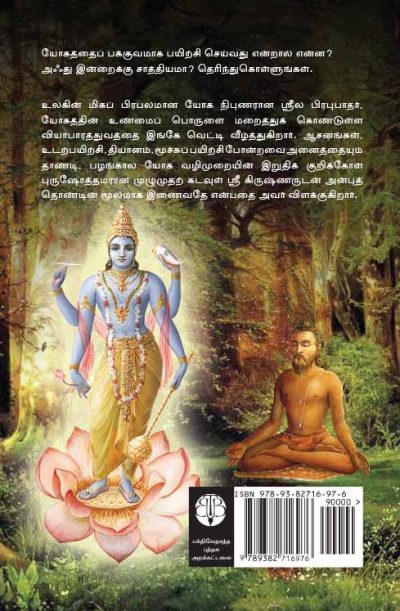 யோகத்தைப் பக்குவமாக பயிற்சி செய்வது என்றால் என்ன?
அஃது இன்றைக்கு சாத்தியமா? தெரிந்துகொள்ளுங்கள்.
உலகின் மிகப் பிரபலமான யோக நிபுணரான ஸ்ரீல பிரபுபாதர்,
யோகத்தின் உண்மைப் பொருளை மறைத்துக் கொண்டுள்ள
வியாபாரத்துவத்தை இங்கே வெட்டி வீழ்த்துகிறார். ஆசனங்கள்,
உடற்பயிற்சி, தியானம், மூச்சுப்பயிற்சிபோன்றவைஅனைத்தையும்
தாண்டி, பழங்கால யோக வழிமுறையின் இறுதிக் குறிக்கோள்
புருஷோத்தமரான முழுமுதற் கடவுள் ஸ்ரீ கிருஷ்ணருடன் அன்புத்
தொண்டின் மூலமாக இணைவதே என்பதை அவர் விளக்குகிறார்.
ISBN 978-93-82716-97-6
90000 >
9 789382 716976
பக்திவேதாந்த
புத்தக
அறக்கட்டளை